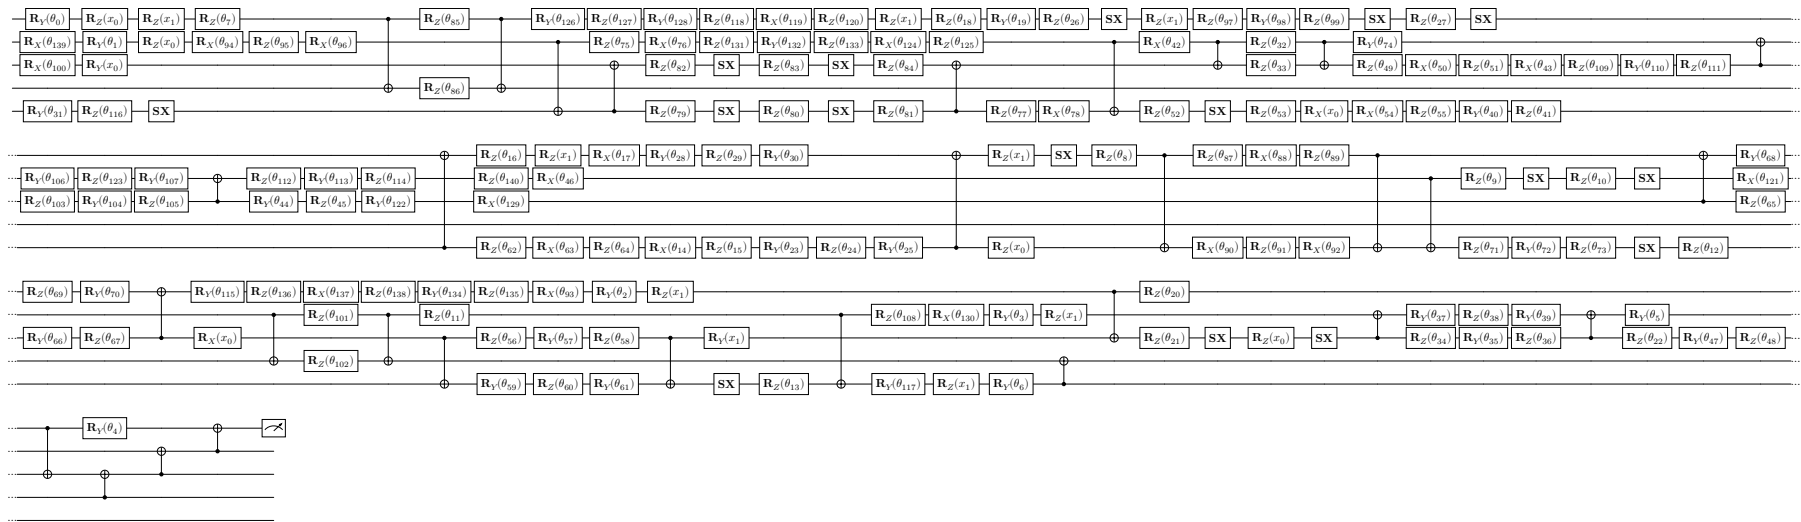 R_Y(θ_0) R_Z(x_0) R_Z(x_1) R_Z(θ_7) R_Z(θ_85) R_Y(θ_126) R_Z(θ_127) R_Y(θ_128) R_Z(θ_118) R_X(θ_119) R_Z(θ_120) R_Z(x_1) R_Z(θ_18) R_Y(θ_19) R_Z(θ_26) SX R_Z(x_1) R_Z(θ_97) R_Y(θ_98) R_Z(θ_99) SX R_Z(θ_27) SX
R_X(θ_139) R_Y(θ_1) R_Z(x_0) R_X(θ_94) R_Z(θ_95) R_X(θ_96) R_Z(θ_75) R_X(θ_76) R_Z(θ_131) R_Y(θ_132) R_Z(θ_133) R_X(θ_124) R_Z(θ_125) R_X(θ_42) R_Z(θ_32) R_Y(θ_74)
R_X(θ_100) R_Y(x_0) R_Z(θ_82) SX R_Z(θ_83) SX R_Z(θ_84) R_Z(θ_33) R_Z(θ_49) R_X(θ_50) R_Z(θ_51) R_X(θ_43) R_Z(θ_109) R_Y(θ_110) R_Z(θ_111)
R_Z(θ_86)
R_Y(θ_31) R_Z(θ_116) SX R_Z(θ_79) SX R_Z(θ_80) SX R_Z(θ_81) R_Z(θ_77) R_X(θ_78) R_Z(θ_52) SX R_Z(θ_53) R_X(x_0) R_X(θ_54) R_Z(θ_55) R_Y(θ_40) R_Z(θ_41)
R_Z(θ_16) R_Z(x_1) R_X(θ_17) R_Y(θ_28) R_Z(θ_29) R_Y(θ_30) R_Z(x_1) SX R_Z(θ_8) R_Z(θ_87) R_X(θ_88) R_Z(θ_89) R_Y(θ_68)
R_Y(θ_106) R_Z(θ_123) R_Y(θ_107) R_Z(θ_112) R_Y(θ_113) R_Z(θ_114) R_Z(θ_140) R_X(θ_46) R_Z(θ_9) SX R_Z(θ_10) SX R_X(θ_121)
R_Z(θ_103) R_Y(θ_104) R_Z(θ_105) R_Y(θ_44) R_Z(θ_45) R_Y(θ_122) R_X(θ_129) R_Z(θ_65)
R_Z(θ_62) R_X(θ_63) R_Z(θ_64) R_X(θ_14) R_Z(θ_15) R_Y(θ_23) R_Z(θ_24) R_Y(θ_25) R_Z(x_0) R_X(θ_90) R_Z(θ_91) R_X(θ_92) R_Z(θ_71) R_Y(θ_72) R_Z(θ_73) SX R_Z(θ_12)
R_Z(θ_69) R_Y(θ_70) R_Y(θ_115) R_Z(θ_136) R_X(θ_137) R_Z(θ_138) R_Y(θ_134) R_Z(θ_135) R_X(θ_93) R_Y(θ_2) R_Z(x_1) R_Z(θ_20)
R_Z(θ_101) R_Z(θ_11) R_Z(θ_108) R_X(θ_130) R_Y(θ_3) R_Z(x_1) R_Y(θ_37) R_Z(θ_38) R_Y(θ_39) R_Y(θ_5)
R_Y(θ_66) R_Z(θ_67) R_X(x_0) R_Z(θ_56) R_Y(θ_57) R_Z(θ_58) R_Y(x_1) R_Z(θ_21) SX R_Z(x_0) SX R_Z(θ_34) R_Y(θ_35) R_Z(θ_36) R_Z(θ_22) R_Y(θ_47) R_Z(θ_48)
R_Z(θ_102)
R_Y(θ_59) R_Z(θ_60) R_Y(θ_61) SX R_Z(θ_13) R_Y(θ_117) R_Z(x_1) R_Y(θ_6)
R_Y(θ_4)